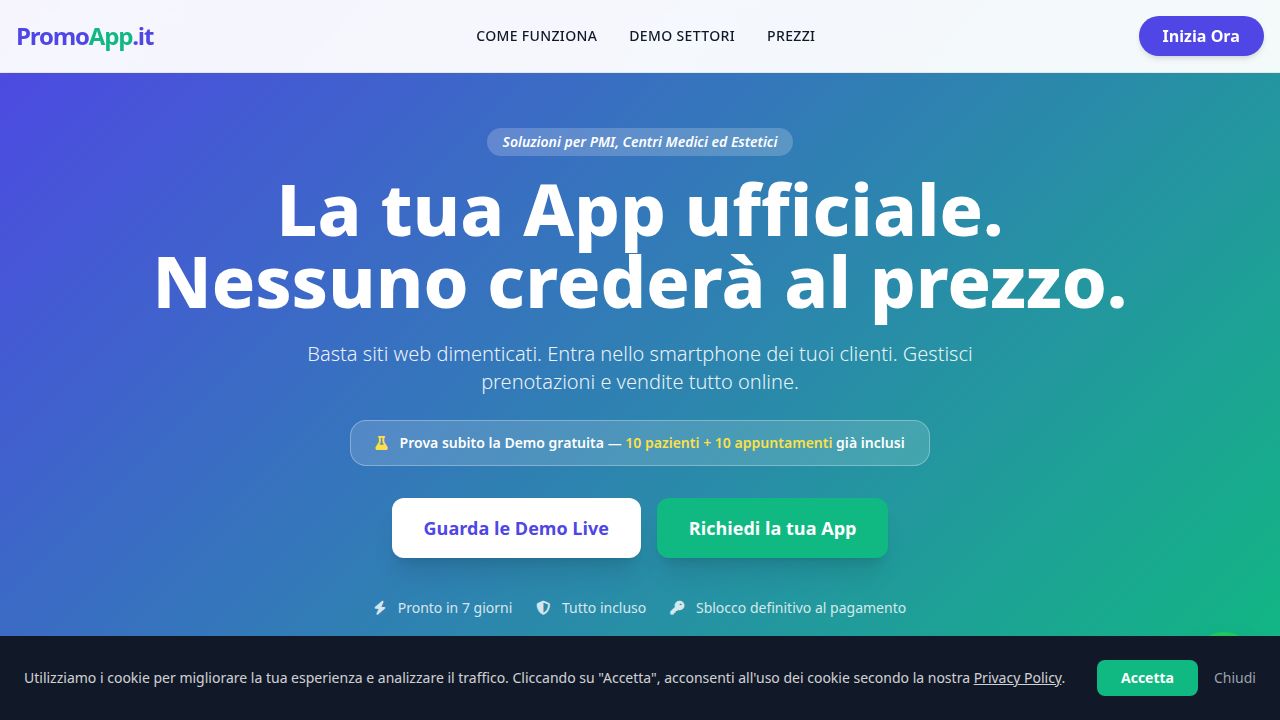 PromoApp.it
COME FUNZIONA
DEMO SETTORI
PREZZI
Inizia Ora
Soluzioni per PMI, Centri Medici ed Estetici
La tua App ufficiale.
Nessuno crederà al prezzo.
Basta siti web dimenticati. Entra nello smartphone dei tuoi clienti. Gestisci
prenotazioni e vendite tutto online.
Prova subito la Demo gratuita — 10 pazienti + 10 appuntamenti già inclusi
Guarda le Demo Live
Richiedi la tua App
Pronto in 7 giorni
Tutto incluso
Sblocco definitivo al pagamento
Utilizziamo i cookie per migliorare la tua esperienza e analizzare il traffico. Cliccando su "Accetta", acconsenti all'uso dei cookie secondo la nostra Privacy Policy.
Accetta
Chiudi